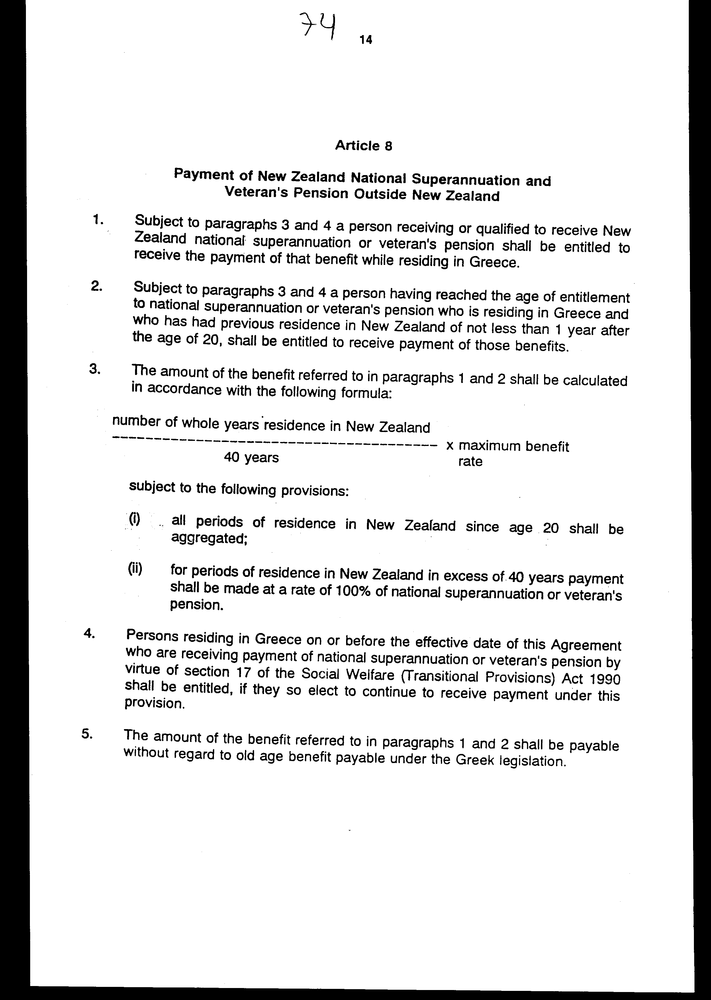 74
14
Article 8
Payment of New Zealand National Superannuation and
Veteran's Pension Outside New Zealand
1. Subject to paragraphs 3 and 4 a person receiving or qualified to receive New
Zealand national superannuation or veteran's pension shall be entitled to
receive the payment of that benefit while residing in Greece.
2. Subject to paragraphs 3 and 4 a person having reached the age of entitlement
to national superannuation or veteran's pension who is residing in Greece and
who has had previous residence in New Zealand of not less than 1 year after
the age of 20, shall be entitled to receive payment of those benefits.
3. The amount of the benefit referred to in paragraphs 1 and 2 shall be calculated
in accordance with the following formula:
number of whole years residence in New Zealand
--------------------------------------- x maximum benefit
40 years rate
subject to the following provisions:
(i) all periods of residence in New Zealand since age 20 shall be
aggregated;
(ii) for periods of residence in New Zealand in excess of 40 years payment
shall be made at a rate of 100% of national superannuation or veteran's
pension.
4. Persons residing in Greece on or before the effective date of this Agreement
who are receiving payment of national superannuation or veteran's pension by
virtue of section 17 of the Social Welfare (Transitional Provisions) Act 1990
shall be entitled, if they so elect to continue to receive payment under this
provision.
5. The amount of the benefit referred to in paragraphs 1 and 2 shall be payable
without regard to old age benefit payable under the Greek legislation.